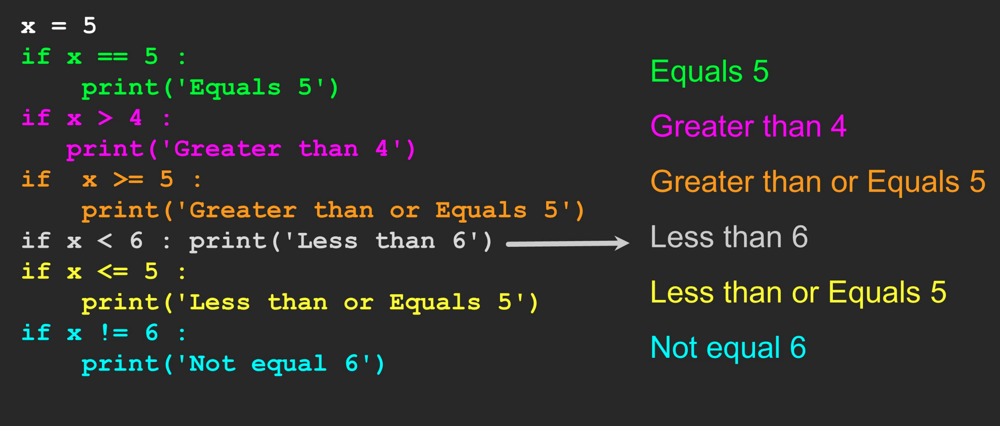 x = 5
if x == 5 :
    print('Equals 5')
if x > 4 :
   print('Greater than 4')
if  x >= 5 :
    print('Greater than or Equals 5')
if x < 6 : print('Less than 6')
if x <= 5 :
    print('Less than or Equals 5')
if x != 6 :
    print('Not equal 6')
Equals 5
Greater than 4
Greater than or Equals 5
Less than 6
Less than or Equals 5
Not equal 6